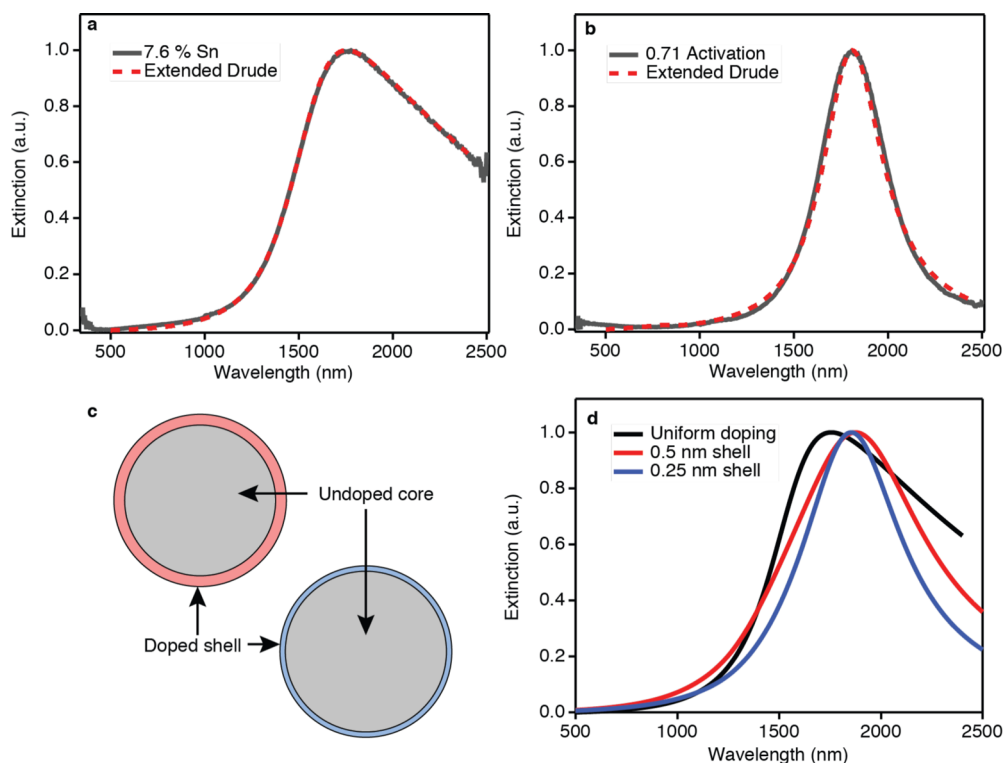 a
7.6 % Sn
Extended Drude
Extinction (a.u.)
1.0
0.8
0.6
0.4
0.2
0.0
500 1000 1500 2000 2500
Wavelength (nm)
b
0.71 Activation
Extended Drude
Extinction (a.u.)
1.0
0.8
0.6
0.4
0.2
0.0
500 1000 1500 2000 2500
Wavelength (nm)
c
Undoped core
Doped shell
d
Uniform doping
0.5 nm shell
0.25 nm shell
Extinction (a.u.)
1.0
0.8
0.6
0.4
0.2
0.0
500 1000 1500 2000 2500
Wavelength (nm)